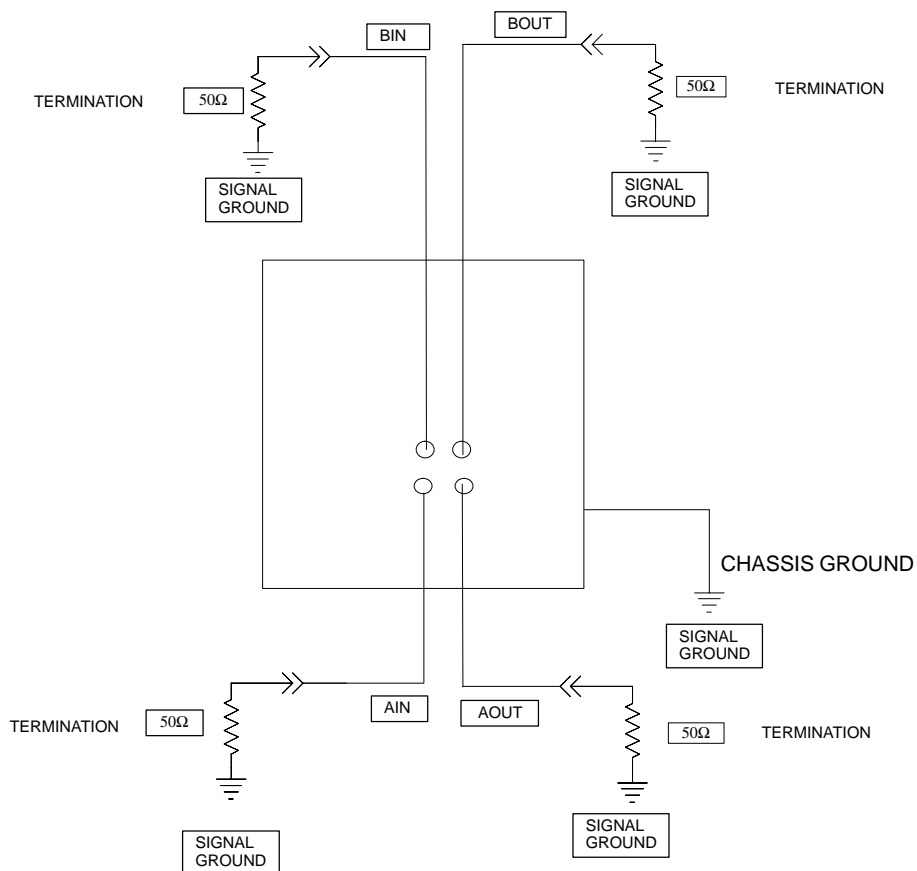 BIN
BOUT
TERMINATION
50Ω
50Ω
TERMINATION
SIGNAL
GROUND
SIGNAL
GROUND
CHASSIS GROUND
SIGNAL
GROUND
AIN
AOUT
TERMINATION
50Ω
50Ω
TERMINATION
SIGNAL
GROUND
SIGNAL
GROUND